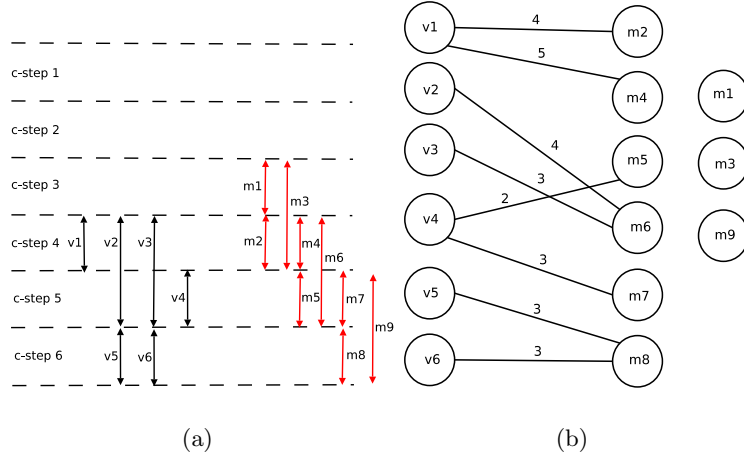 c-step 1
c-step 2
c-step 3
c-step 4
c-step 5
c-step 6
v1
v2
v3
v4
v5
v6
m1
m2
m3
m4
m5
m6
m7
m8
m9
(a)
v1
v2
v3
v4
v5
v6
4
5
4
3
2
3
3
3
m2
m4
m5
m6
m7
m8
m1
m3
m9
(b)